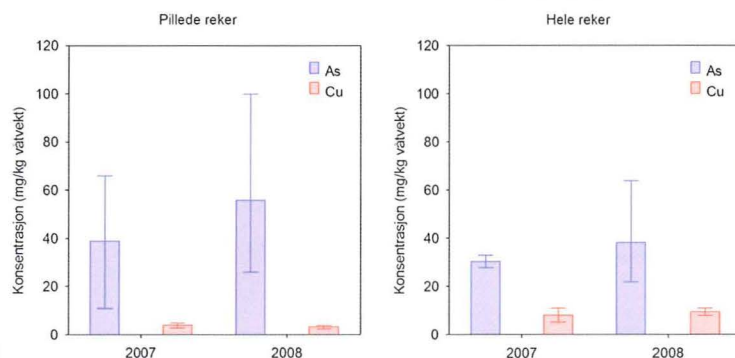 Pillede reker
Konsentrasjon (mg/kg våtvekt)
120
100
80
60
40
20
0
As
Cu
2007
2008
Hele reker
Konsentrasjon (mg/kg våtvekt)
120
100
80
60
40
20
0
As
Cu
2007
2008